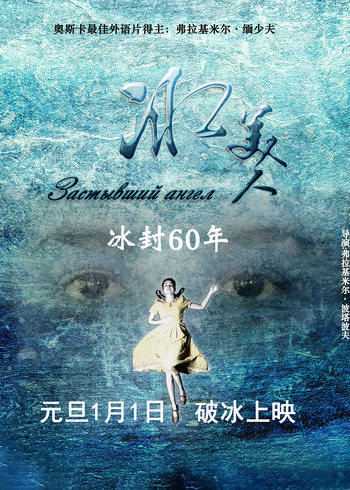 奥斯卡最佳外语片得主：弗拉基米尔·缅少夫
冰美人
Застывший ангел
冰封60年
导演：弗拉基米尔·波塔波夫
元旦1月1日 破冰上映